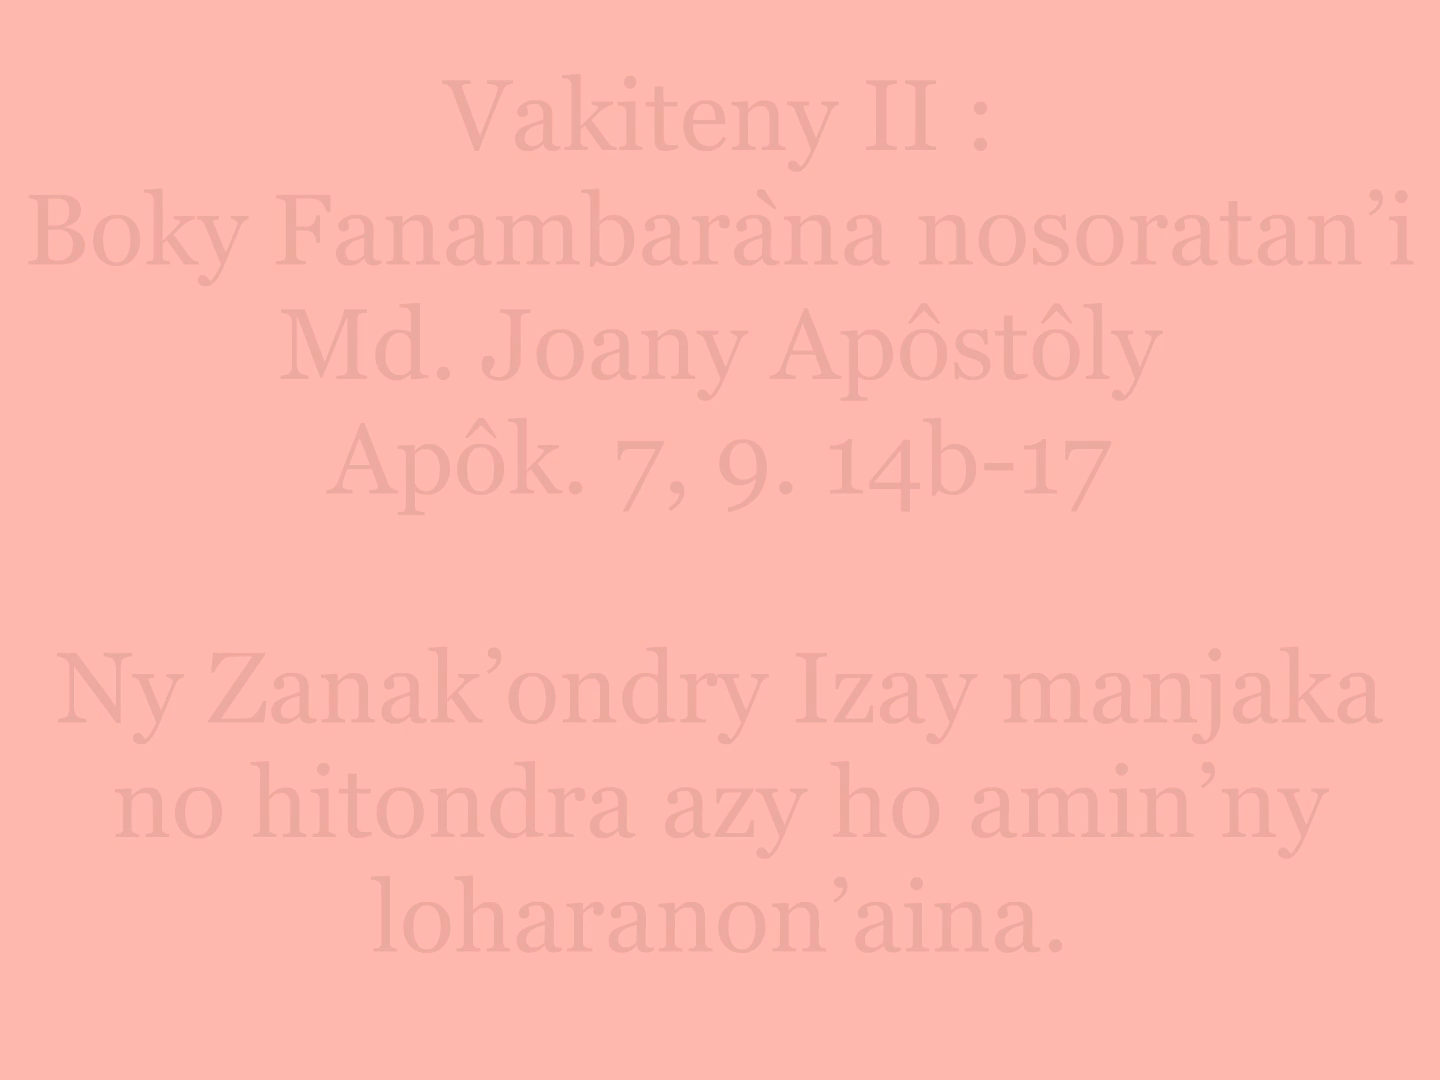 Vakiteny II :
Boky Fanambaràna nosoratan’i
Md. Joany Apôstôly
Apôk. 7, 9. 14b-17
Ny Zanak’ondry Izay manjaka
no hitondra azy ho amin’ny
loharanon’aina.